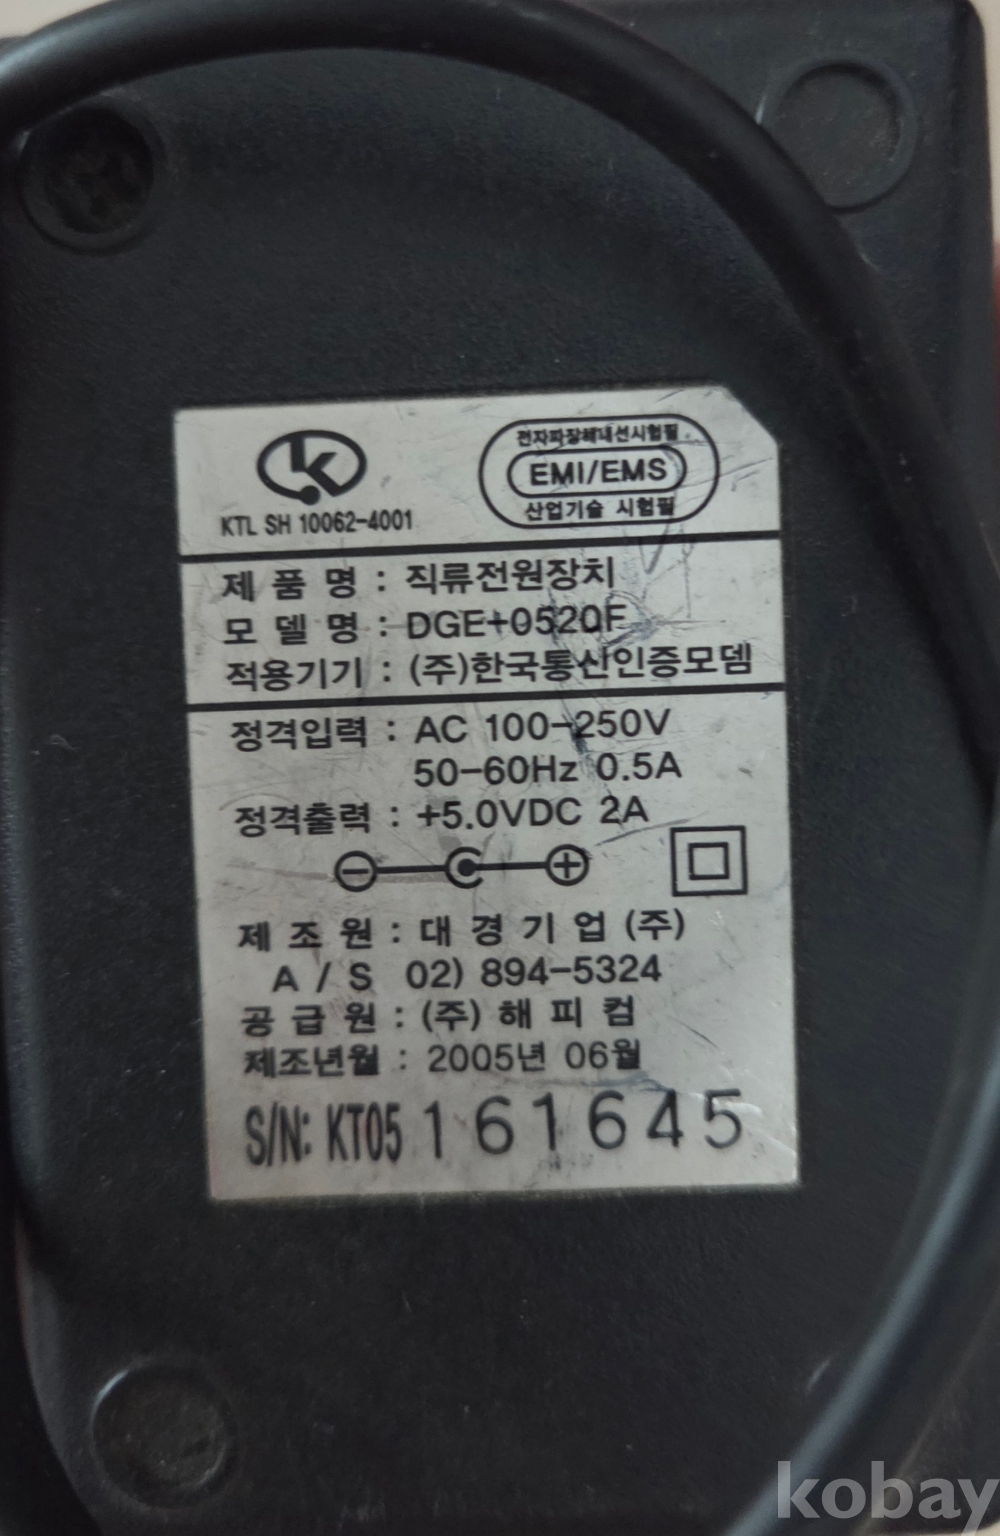 전자파장해내선시험필
EMI/EMS
산업기술 시험필
KTL SH 10062-4001
제 품 명 : 직류전원장치
모 델 명 : DGE+0520F
적용기기 : (주)한국통신인증모뎀
정격입력 : AC 100-250V
50-60Hz 0.5A
정격출력 : +5.0VDC 2A
제 조 원 : 대 경 기 업 (주)
A / S 02) 894-5324
공 급 원 : (주) 해 피 컴
제조년월 : 2005년 06월
S/N: KT05 161645
kobay